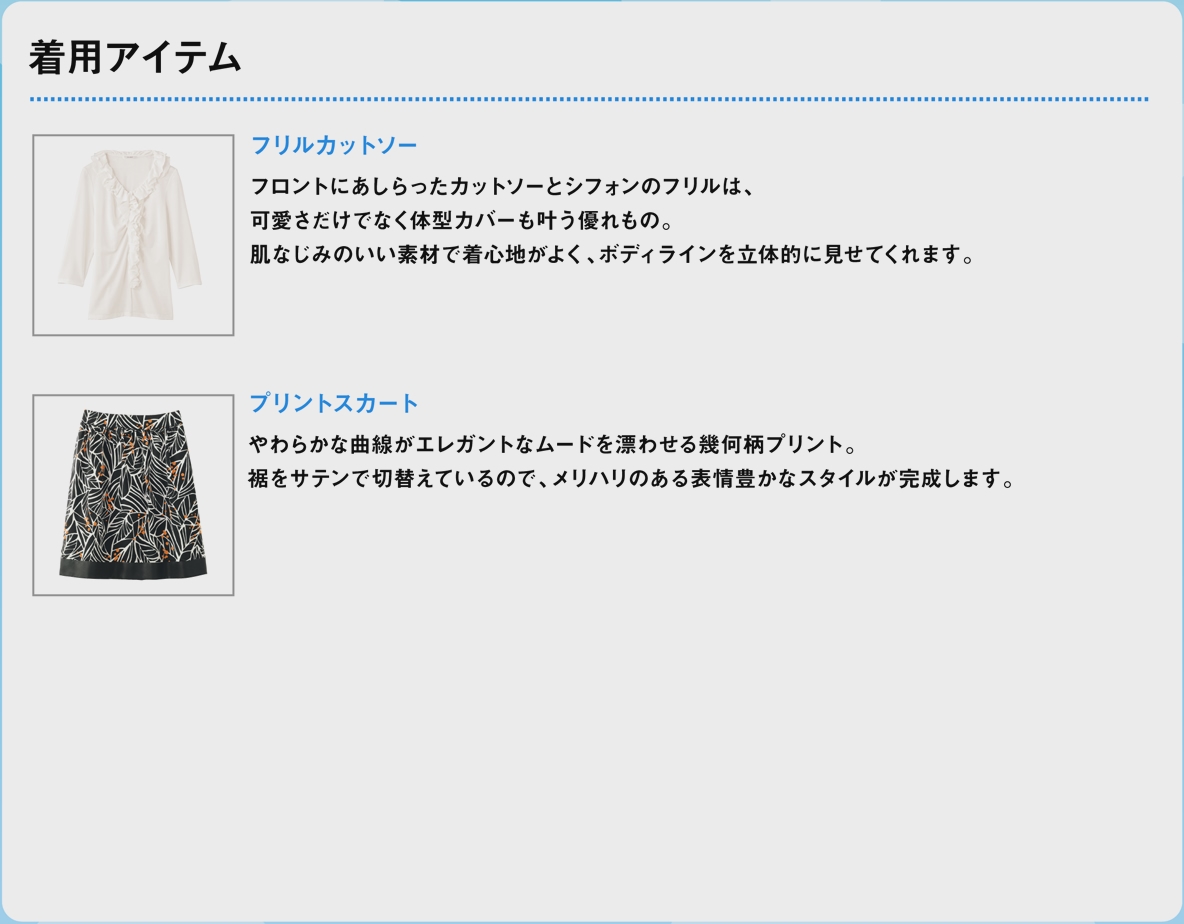 着用アイテム
フリルカットソー
フロントにあしらったカットソーとシフォンのフリルは、
可愛さだけでなく体型カバーも叶う優れもの。
肌なじみのいい素材で着心地がよく、ボディラインを立体的に見せてくれます。
プリントスカート
やわらかな曲線がエレガントなムードを漂わせる幾何柄プリント。
裾をサテンで切替えているので、メリハリのある表情豊かなスタイルが完成します。